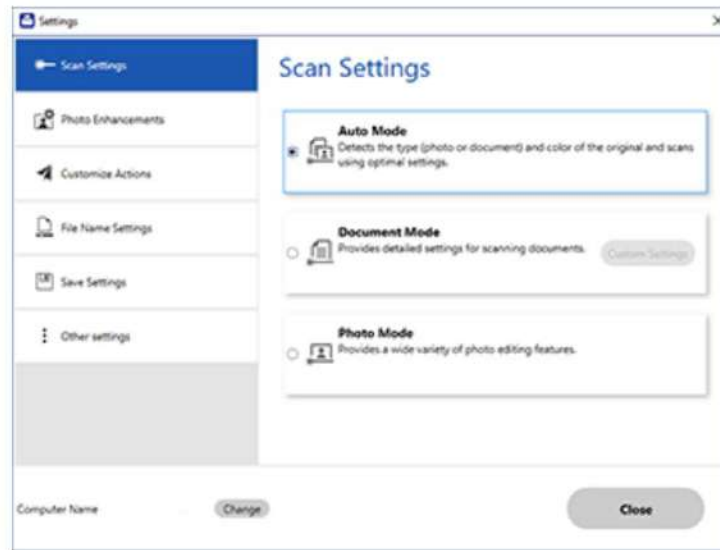 Settings
Scan Settings
Photo Enhancements
Customize Actions
File Name Settings
Save Settings
Other settings
Scan Settings
Auto Mode
Detects the type (photo or document) and color of the original and scans
using optimal settings.
Document Mode
Provides detailed settings for scanning documents.
Custom Settings
Photo Mode
Provides a wide variety of photo editing features.
Computer Name
Change
Close